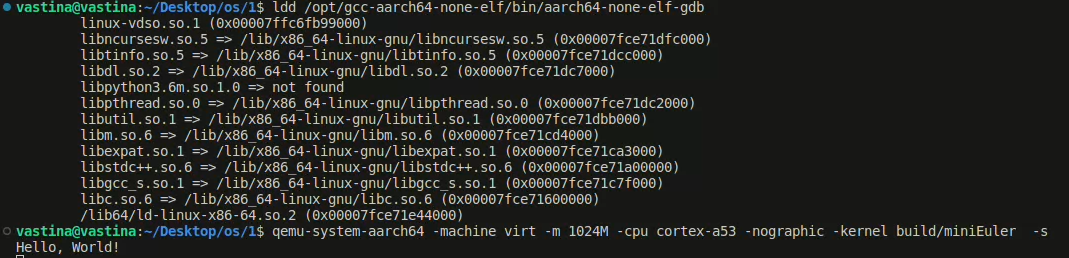 vastina@vastina:~/Desktop/os/1$ ldd /opt/gcc-aarch64-none-elf/bin/aarch64-none-elf-gdb
linux-vdso.so.1 (0x00007ffc6fb99000)
libncursesw.so.5 => /lib/x86_64-linux-gnu/libncursesw.so.5 (0x00007fce71dfc000)
libtinfo.so.5 => /lib/x86_64-linux-gnu/libtinfo.so.5 (0x00007fce71dcc000)
libdl.so.2 => /lib/x86_64-linux-gnu/libdl.so.2 (0x00007fce71dc7000)
libpython3.6m.so.1.0 => not found
libpthread.so.0 => /lib/x86_64-linux-gnu/libpthread.so.0 (0x00007fce71dc2000)
libutil.so.1 => /lib/x86_64-linux-gnu/libutil.so.1 (0x00007fce71dbb000)
libm.so.6 => /lib/x86_64-linux-gnu/libm.so.6 (0x00007fce71cd4000)
libexpat.so.1 => /lib/x86_64-linux-gnu/libexpat.so.1 (0x00007fce71ca3000)
libstdc++.so.6 => /lib/x86_64-linux-gnu/libstdc++.so.6 (0x00007fce71a00000)
libgcc_s.so.1 => /lib/x86_64-linux-gnu/libgcc_s.so.1 (0x00007fce71c7f000)
libc.so.6 => /lib/x86_64-linux-gnu/libc.so.6 (0x00007fce71600000)
/lib64/ld-linux-x86-64.so.2 (0x00007fce71e44000)
vastina@vastina:~/Desktop/os/1$ qemu-system-aarch64 -machine virt -m 1024M -cpu cortex-a53 -nographic -kernel build/miniEuler  -s
Hello, World!